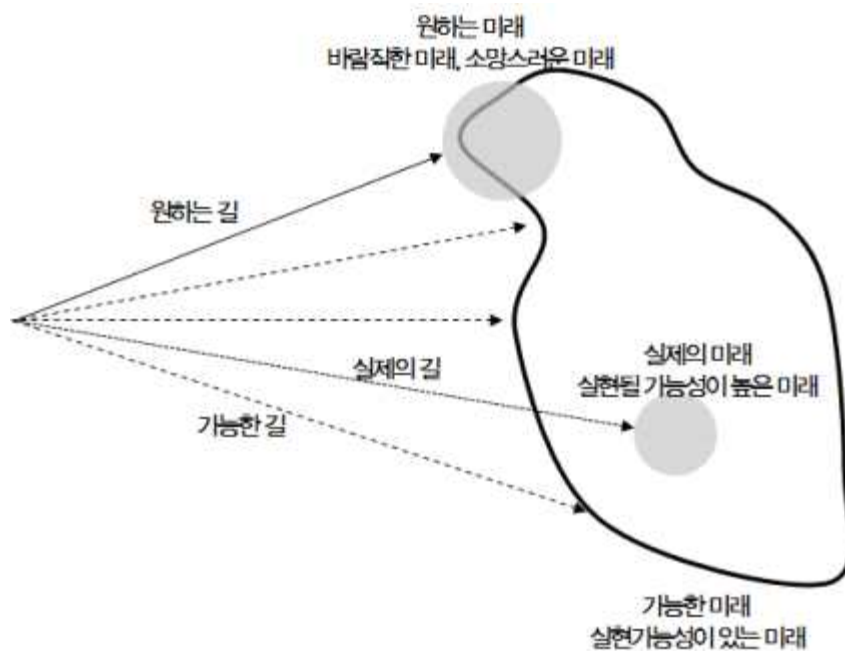 원하는 미래
바람직한 미래, 소망스러운 미래
원하는 길
실제의 길
가능한 길
실제의 미래
실현될 가능성이 높은 미래
가능한 미래
실현가능성이 있는 미래